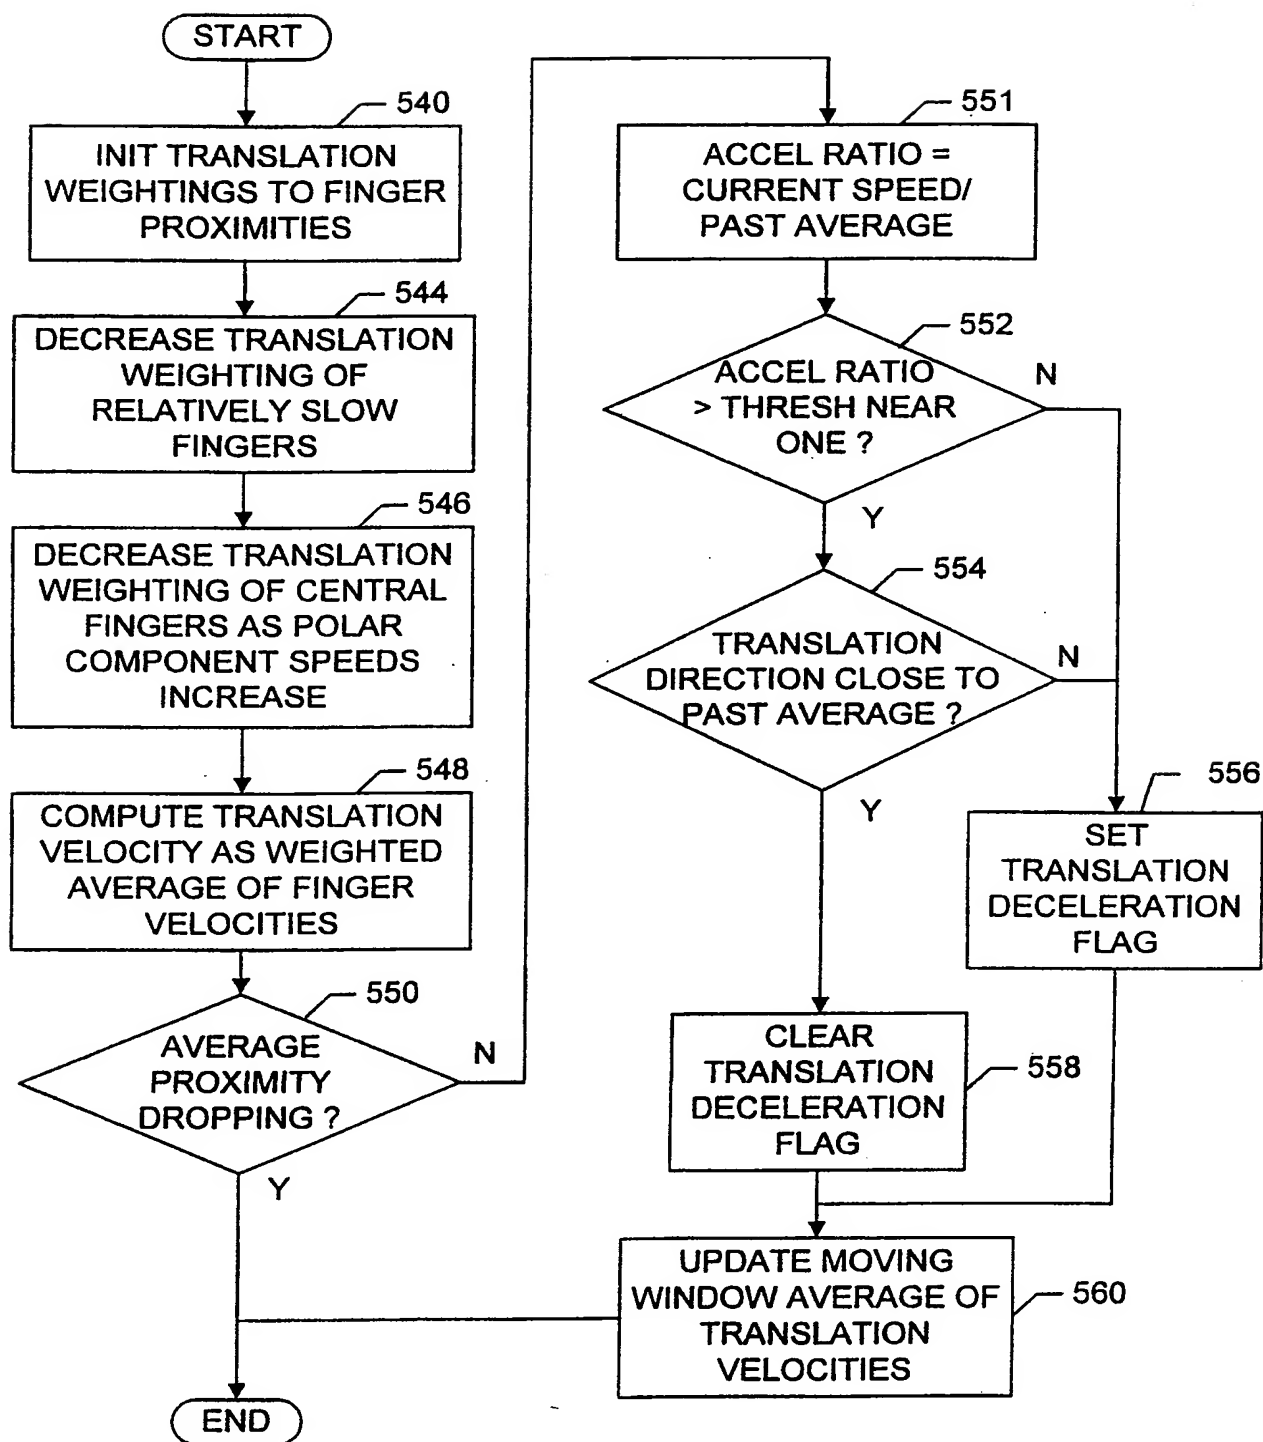 START
540
INIT TRANSLATION
WEIGHTINGS TO FINGER
PROXIMITIES
544
DECREASE TRANSLATION
WEIGHTING OF
RELATIVELY SLOW
FINGERS
546
DECREASE TRANSLATION
WEIGHTING OF CENTRAL
FINGERS AS POLAR
COMPONENT SPEEDS
INCREASE
548
COMPUTE TRANSLATION
VELOCITY AS WEIGHTED
AVERAGE OF FINGER
VELOCITIES
550
AVERAGE
PROXIMITY
DROPPING ?
N
Y
551
ACCEL RATIO =
CURRENT SPEED/
PAST AVERAGE
552
ACCEL RATIO
> THRESH NEAR
ONE ?
N
Y
554
TRANSLATION
DIRECTION CLOSE TO
PAST AVERAGE ?
N
Y
556
SET
TRANSLATION
DECELERATION
FLAG
CLEAR
TRANSLATION
DECELERATION
FLAG
558
UPDATE MOVING
WINDOW AVERAGE OF
TRANSLATION
VELOCITIES
560
END